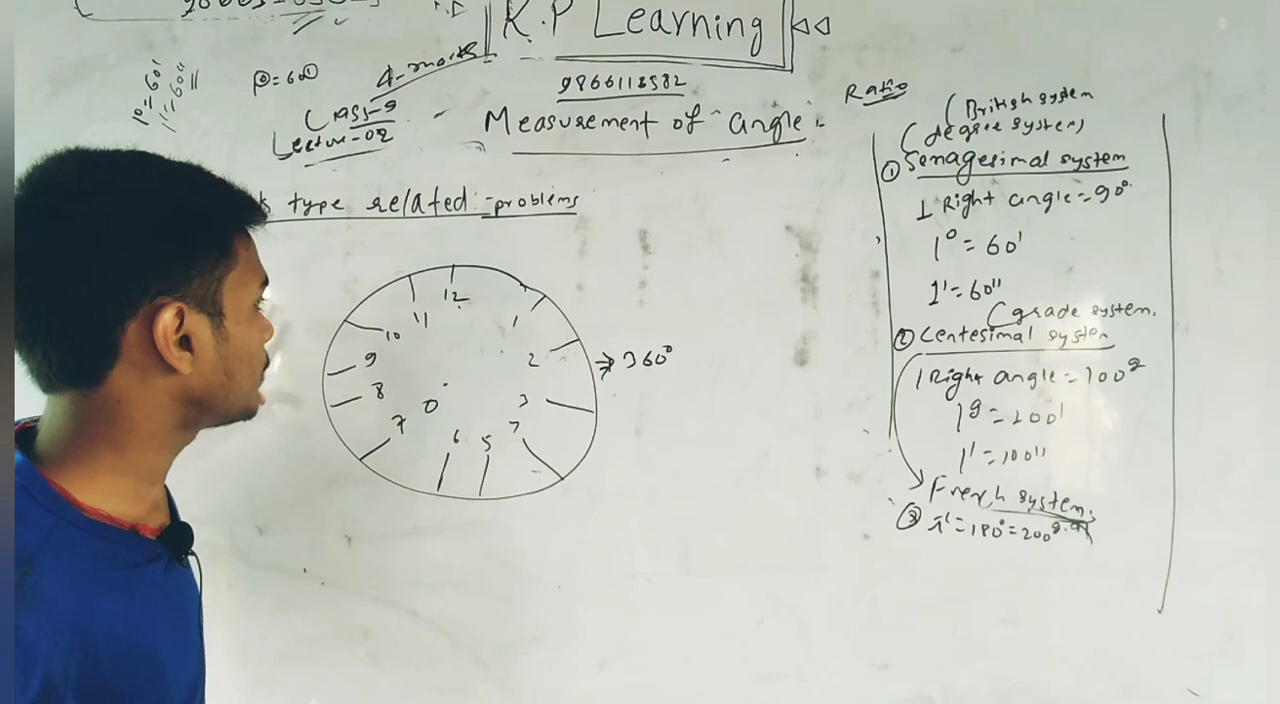 K.P Learning
9866118582
4-marks
Class-9
Lecture-02
10=60'
1'=60"
Measurement of angle:-
type related problems
12
11
1
10
2
9
8
3
0
7
7
6
5
⇒360°
Ratio
(British system
(degree system)
① Senagesimal system
1 Right angle=90°
1°=60'
1'=60"
(grade system.
② Centesimal system
1 Right angle=100g
1g=100'
1'=100"
French system.
③ π^c=180°=200g